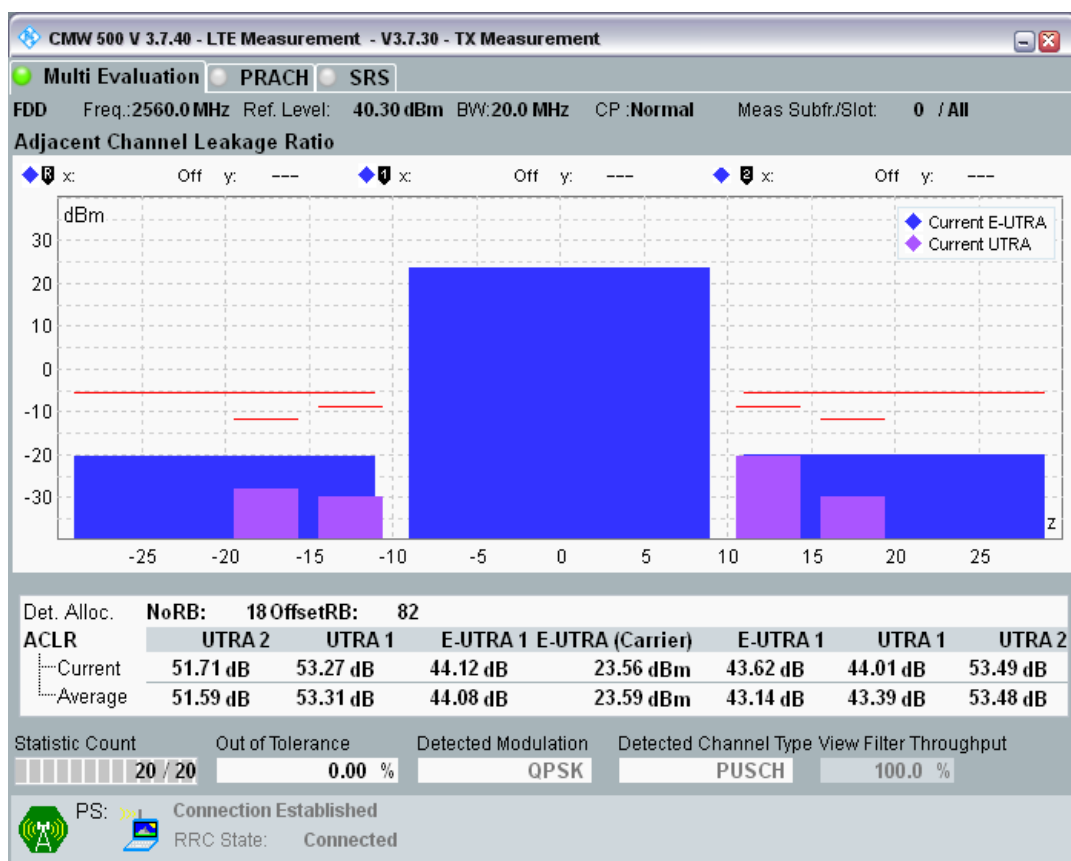 CMW 500 V 3.7.40 - LTE Measurement - V3.7.30 - TX Measurement
Multi Evaluation PRACH SRS
FDD Freq.:2560.0 MHz Ref. Level: 40.30 dBm BW:20.0 MHz CP :Normal Meas Subfr./Slot: 0 / All
Adjacent Channel Leakage Ratio
R x: Off y: --- 1 x: Off y: --- 2 x: Off y: ---
dBm
Current E-UTRA
Current UTRA
30
20
10
0
-10
-20
-30
z
-25 -20 -15 -10 -5 0 5 10 15 20 25
Det. Alloc. NoRB: 18 OffsetRB: 82
ACLR UTRA 2 UTRA 1 E-UTRA 1 E-UTRA (Carrier) E-UTRA 1 UTRA 1 UTRA 2
Current 51.71 dB 53.27 dB 44.12 dB 23.56 dBm 43.62 dB 44.01 dB 53.49 dB
Average 51.59 dB 53.31 dB 44.08 dB 23.59 dBm 43.14 dB 43.39 dB 53.48 dB
Statistic Count Out of Tolerance Detected Modulation Detected Channel Type View Filter Throughput
20 / 20 0.00 % QPSK PUSCH 100.0 %
PS: Connection Established
RRC State: Connected